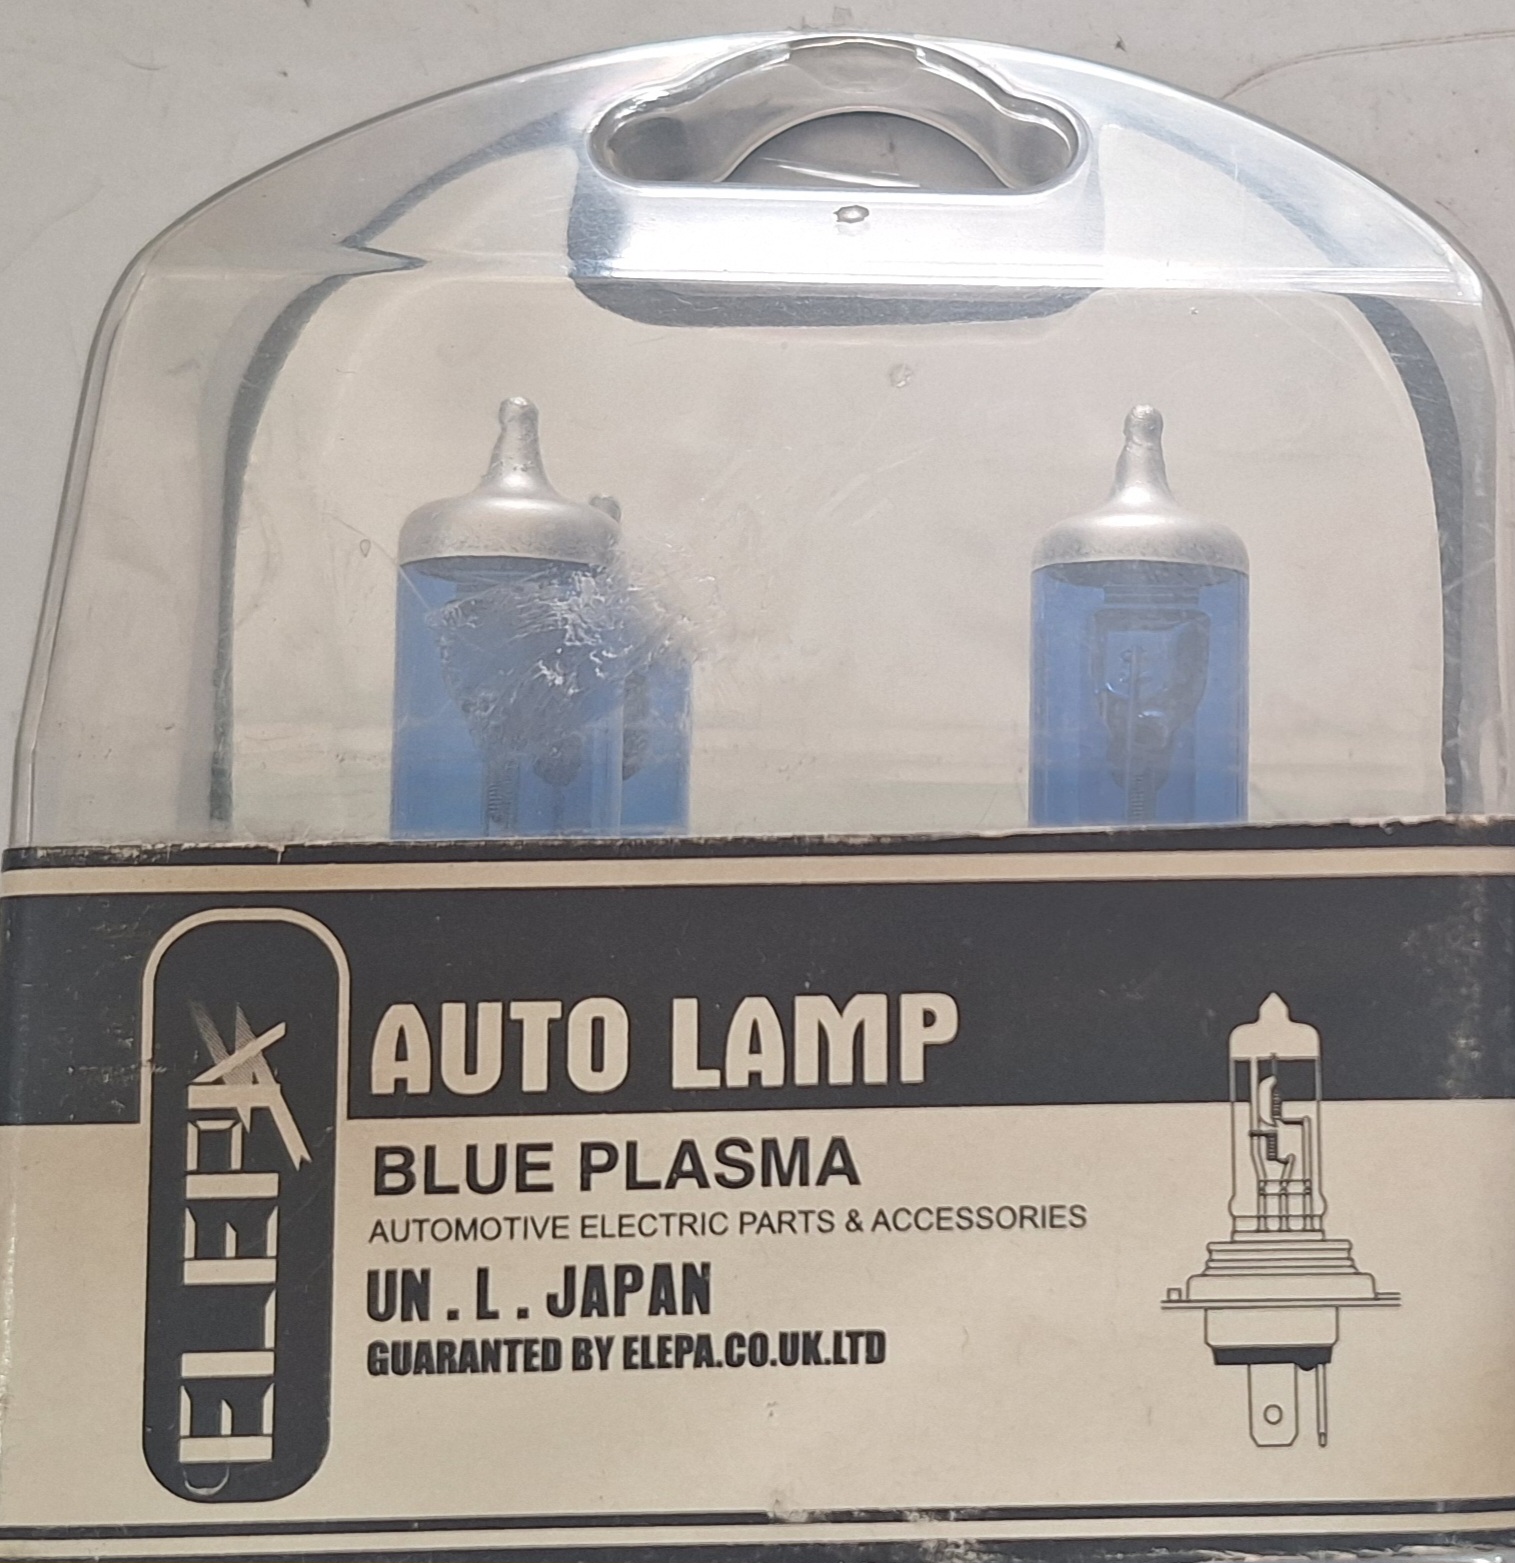 ELEPA
AUTO LAMP
BLUE PLASMA
AUTOMOTIVE ELECTRIC PARTS & ACCESSORIES
UN . L . JAPAN
GUARANTED BY ELEPA.CO.UK.LTD